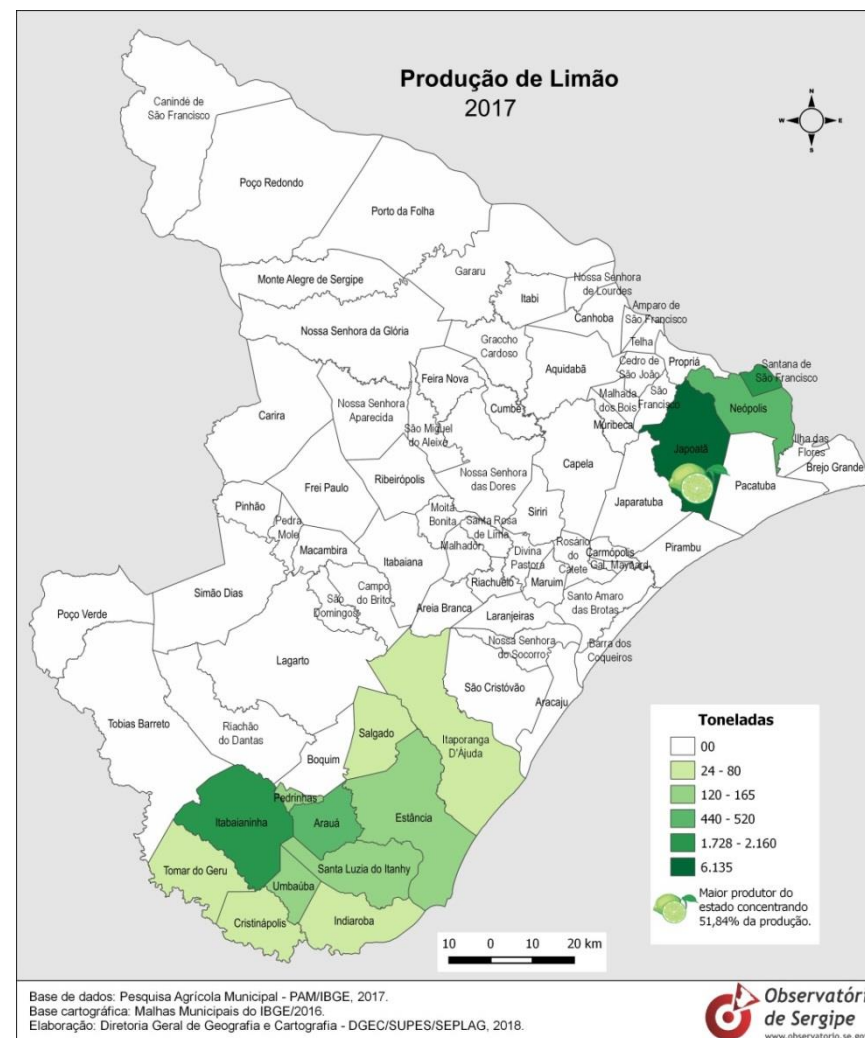 Produção de Limão
2017
N
W
E
S
Canindé de
São Francisco
Poço Redondo
Porto da Folha
Monte Alegre de Sergipe
Gararu
Nossa Senhora
de Lourdes
Itabi
Canhoba
Amparo de
São Francisco
Nossa Senhora da Glória
Graccho
Cardoso
Telha
Aquidabã
Cedro de
São João
Propriá
Santana de
São Francisco
Feira Nova
Carira
Nossa Senhora
Aparecida
Cumbe
Malhada
dos Bois
São
Francisco
Neópolis
São Miguel
do Aleixo
Muribeca
Ilha das
Flores
Brejo Grande
Japoatã
Nossa Senhora
das Dores
Capela
Pacatuba
Ribeirópolis
Frei Paulo
Pinhão
Japaratuba
Moita
Bonita
Santa Rosa
de Lima
Siriri
Pedra
Mole
Macambira
Malhador
Divina
Pastora
Rosário
do
Catete
Carmópolis
Gal. Maynard
Pirambu
Itabaiana
Simão Dias
Campo
do Brito
São
Domingos
Riachuelo
Maruim
Santo Amaro
das Brotas
Poço Verde
Areia Branca
Laranjeiras
Nossa Senhora
do Socorro
Barra dos
Coqueiros
Lagarto
São Cristóvão
Aracaju
Tobias Barreto
Riachão
do Dantas
Salgado
Itaporanga
D'Ájuda
Boquim
Pedrinhas
Itabaianinha
Arauá
Estância
Tomar do Geru
Santa Luzia do Itanhy
Umbaúba
Cristinápolis
Indiaroba
Toneladas
00
24 - 80
120 - 165
440 - 520
1.728 - 2.160
6.135
Maior produtor do
estado concentrando
51,84% da produção.
10 0 10 20 km
Base de dados: Pesquisa Agrícola Municipal - PAM/IBGE, 2017.
Base cartográfica: Malhas Municipais do IBGE/2016.
Elaboração: Diretoria Geral de Geografia e Cartografia - DGEC/SUPES/SEPLAG, 2018.
Observatóri
de Sergipe
www.observatorio.se.gov